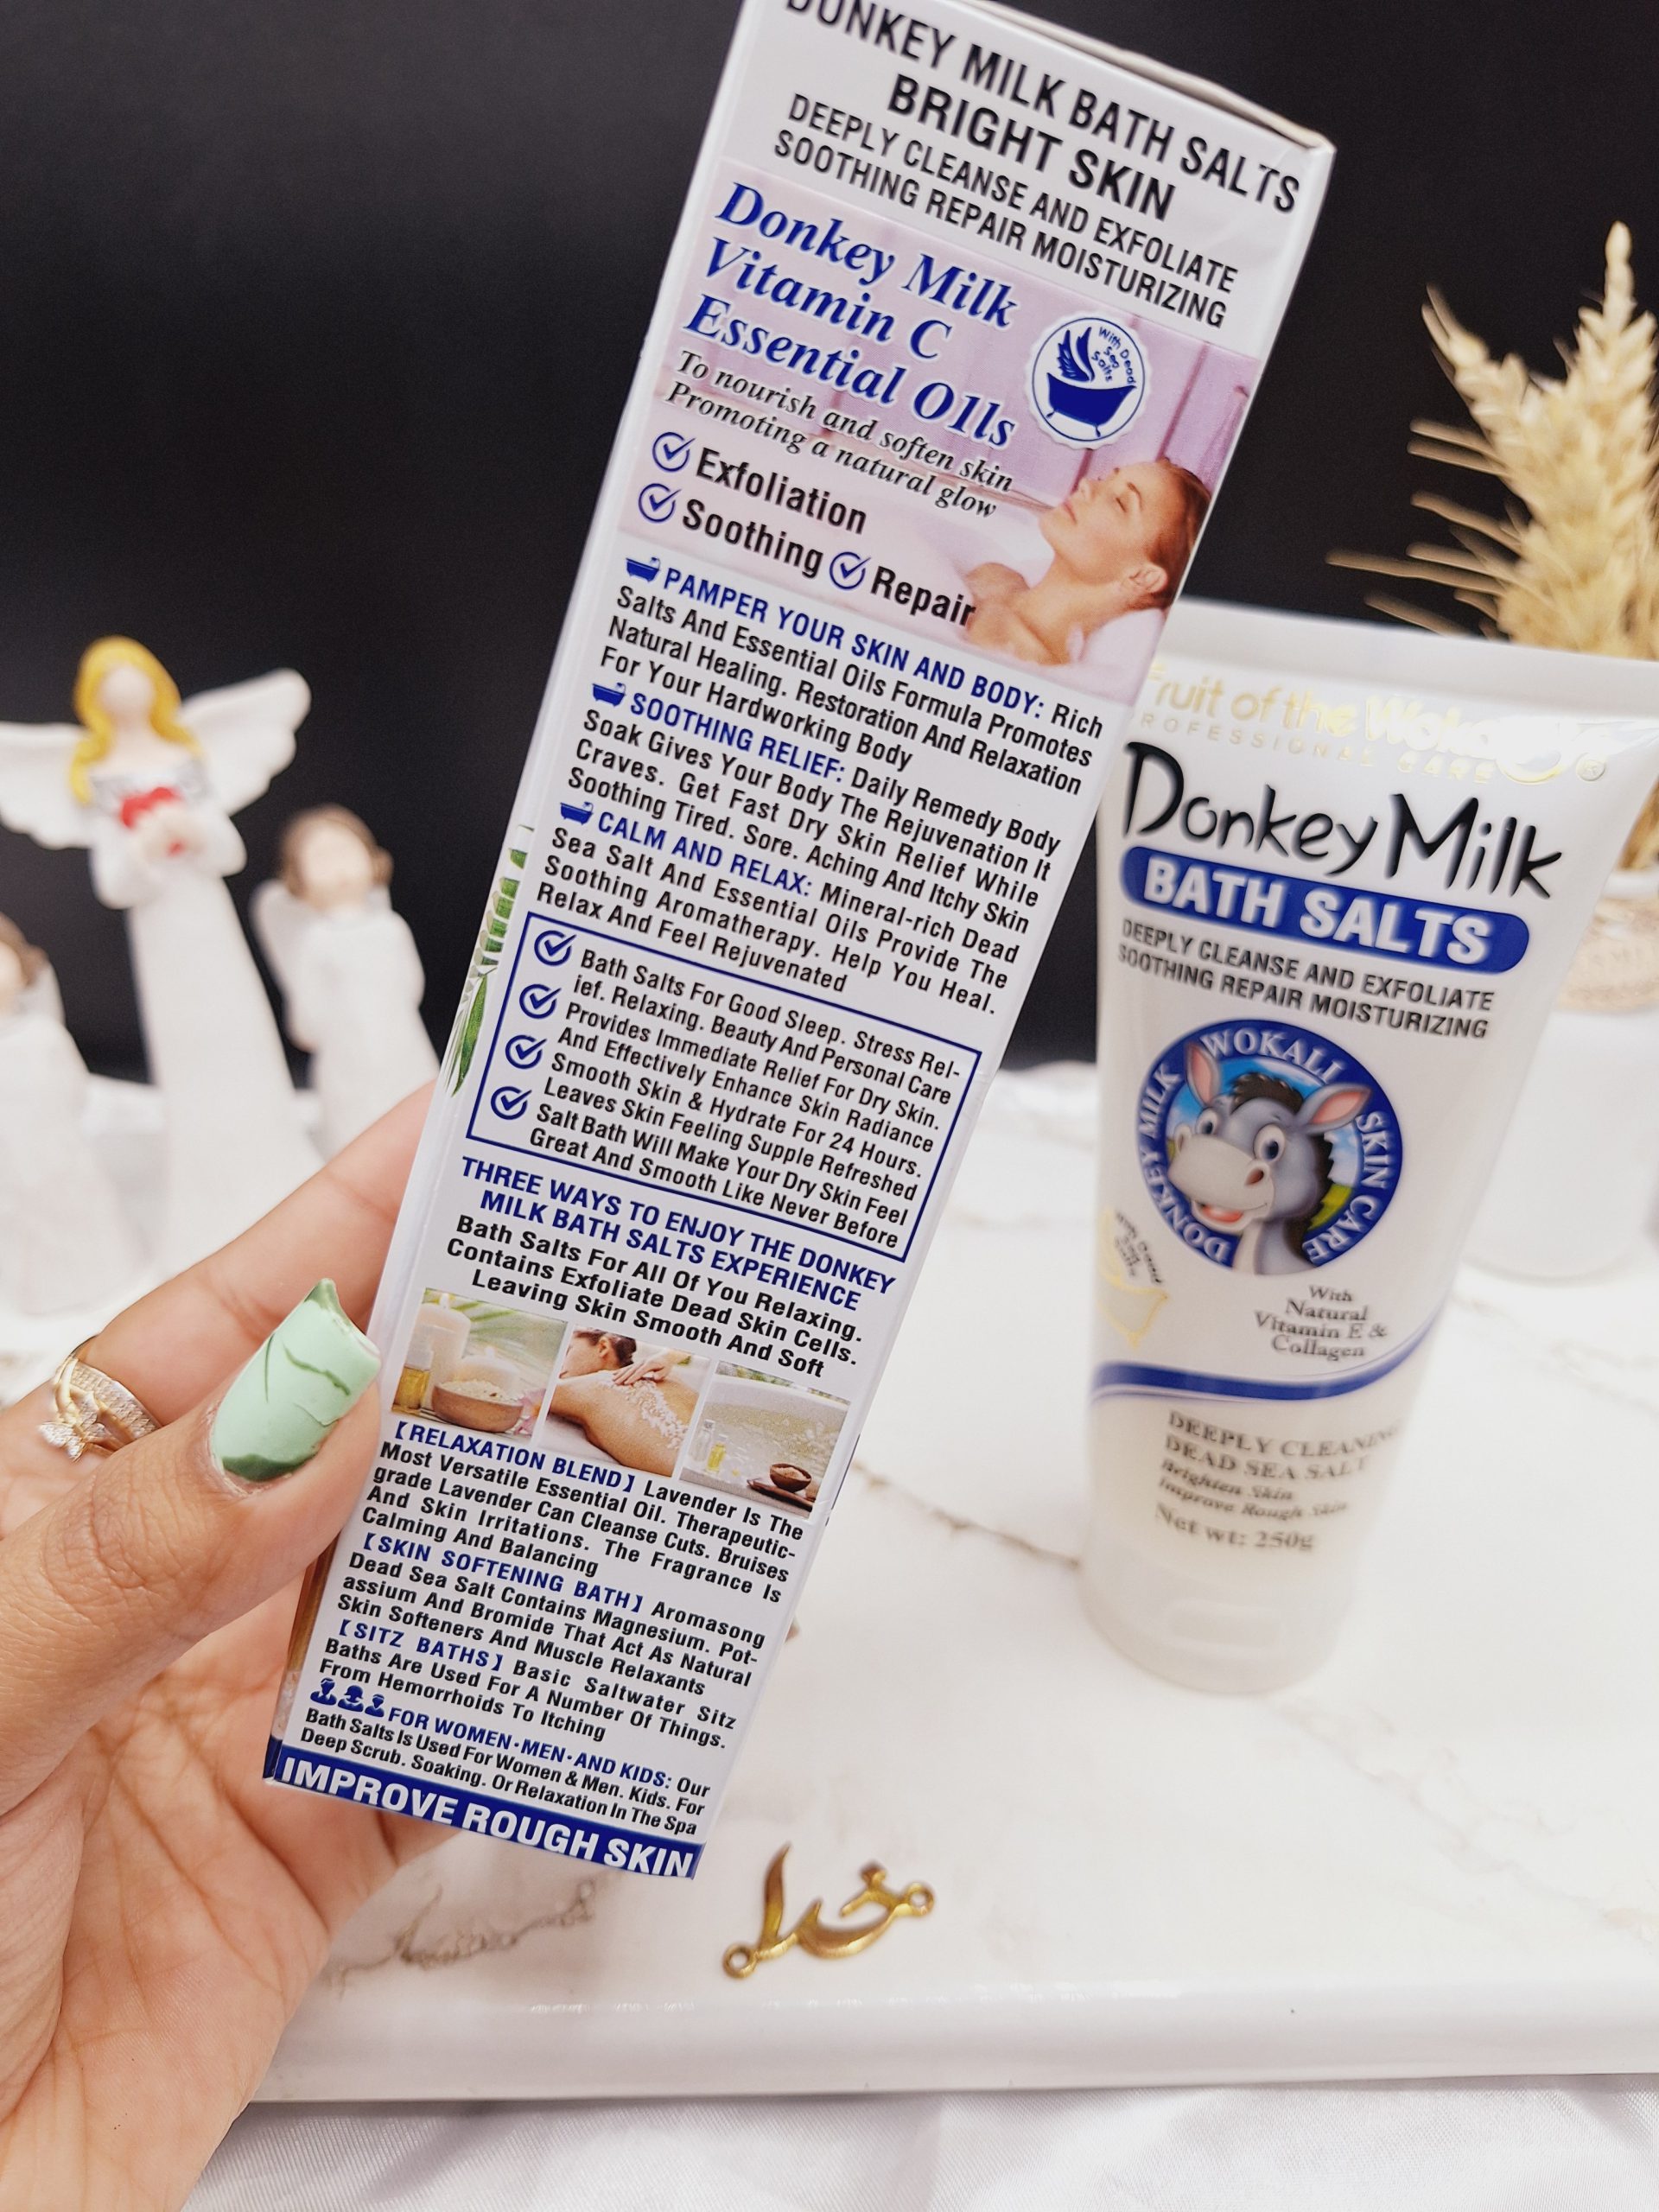 DONKEY MILK BATH SALTS
BRIGHT SKIN
DEEPLY CLEANSE AND EXFOLIATE
SOOTHING REPAIR MOISTURIZING
Donkey Milk
Vitamin C
Essential O1ls
With Dead
Sea
Salts
To nourish and soften skin
Promoting a natural glow
Exfoliation
Soothing Repair
PAMPER YOUR SKIN AND BODY: Rich
Salts And Essential Oils Formula Promotes
Natural Healing. Restoration And Relaxation
For Your Hardworking Body
SOOTHING RELIEF: Daily Remedy Body
Soak Gives Your Body The Rejuvenation It
Craves. Get Fast Dry Skin Relief While
Soothing Tired. Sore. Aching And Itchy Skin
CALM AND RELAX: Mineral-rich Dead
Sea Salt And Essential Oils Provide The
Soothing Aromatherapy. Help You Heal.
Relax And Feel Rejuvenated
Bath Salts For Good Sleep. Stress Rel-
ief. Relaxing. Beauty And Personal Care
Provides Immediate Relief For Dry Skin.
And Effectively Enhance Skin Radiance
Smooth Skin & Hydrate For 24 Hours.
Leaves Skin Feeling Supple Refreshed
Salt Bath Will Make Your Dry Skin Feel
Great And Smooth Like Never Before
THREE WAYS TO ENJOY THE DONKEY
MILK BATH SALTS EXPERIENCE
Bath Salts For All Of You Relaxing.
Contains Exfoliate Dead Skin Cells.
Leaving Skin Smooth And Soft
【RELAXATION BLEND】 Lavender Is The
Most Versatile Essential Oil. Therapeutic-
grade Lavender Can Cleanse Cuts. Bruises
And Skin Irritations. The Fragrance Is
Calming And Balancing
【SKIN SOFTENING BATH】 Aromasong
Dead Sea Salt Contains Magnesium. Pot-
assium And Bromide That Act As Natural
Skin Softeners And Muscle Relaxants
【SITZ BATHS】 Basic Saltwater Sitz
Baths Are Used For A Number Of Things.
From Hemorrhoids To Itching
FOR WOMEN·MEN·AND KIDS: Our
Bath Salts Is Used For Women & Men. Kids. For
Deep Scrub. Soaking. Or Relaxation In The Spa
IMPROVE ROUGH SKIN
Fruit of the Wokali
PROFESSIONAL CARE
Donkey Milk
BATH SALTS
DEEPLY CLEANSE AND EXFOLIATE
SOOTHING REPAIR MOISTURIZING
WOKALI
DONKEY MILK SKIN CARE
With
Natural
Vitamin E &
Collagen
DEEPLY CLEANING
DEAD SEA SALT
Brighten Skin
Improve Rough Skin
Net wt: 250g